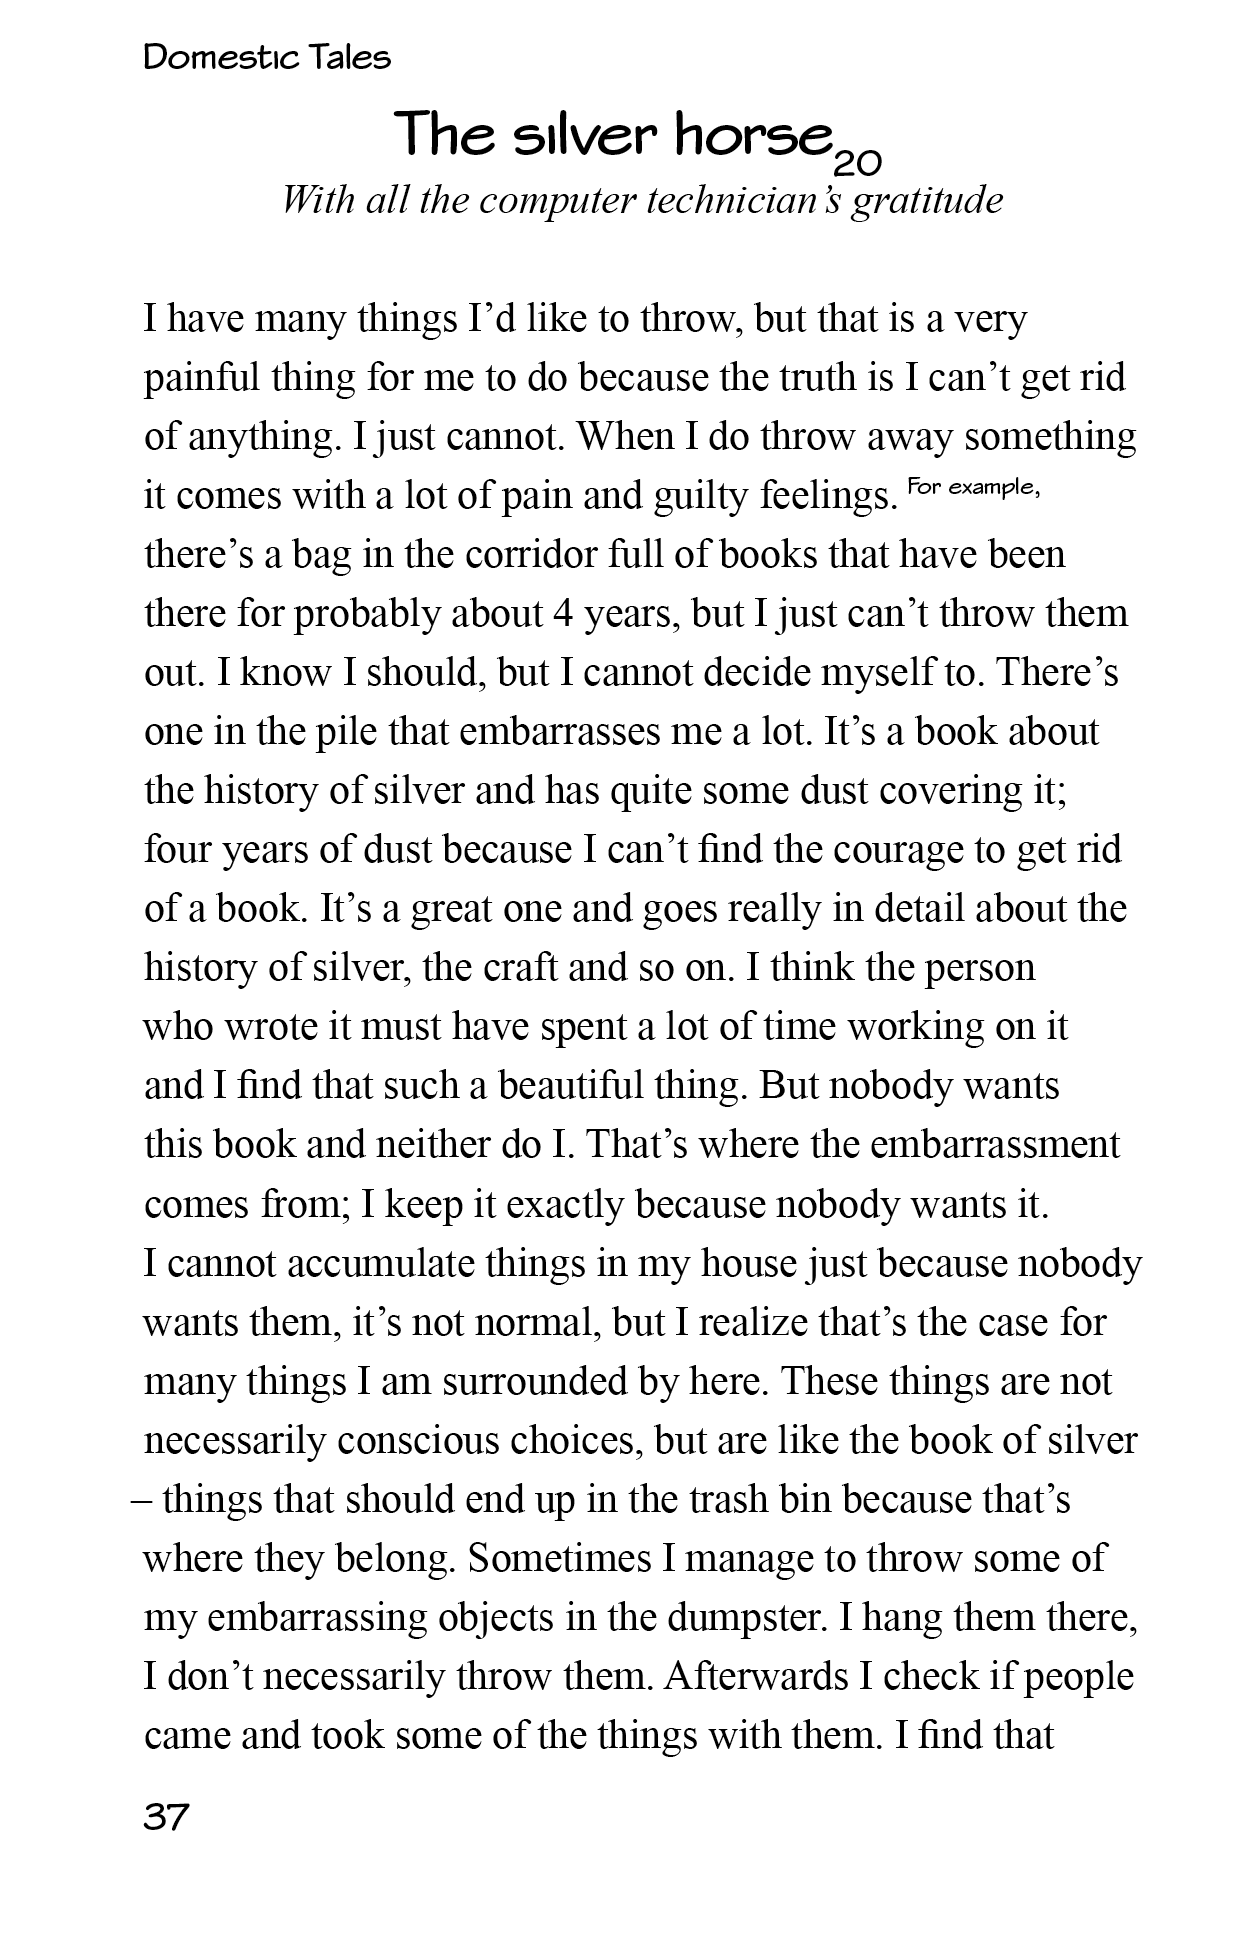 Domestic Tales
The silver horse20
With all the computer technician’s gratitude
I have many things I’d like to throw, but that is a very
painful thing for me to do because the truth is I can’t get rid
of anything. I just cannot. When I do throw away something
it comes with a lot of pain and guilty feelings. For example,
there’s a bag in the corridor full of books that have been
there for probably about 4 years, but I just can’t throw them
out. I know I should, but I cannot decide myself to. There’s
one in the pile that embarrasses me a lot. It’s a book about
the history of silver and has quite some dust covering it;
four years of dust because I can’t find the courage to get rid
of a book. It’s a great one and goes really in detail about the
history of silver, the craft and so on. I think the person
who wrote it must have spent a lot of time working on it
and I find that such a beautiful thing. But nobody wants
this book and neither do I. That’s where the embarrassment
comes from; I keep it exactly because nobody wants it.
I cannot accumulate things in my house just because nobody
wants them, it’s not normal, but I realize that’s the case for
many things I am surrounded by here. These things are not
necessarily conscious choices, but are like the book of silver
– things that should end up in the trash bin because that’s
where they belong. Sometimes I manage to throw some of
my embarrassing objects in the dumpster. I hang them there,
I don’t necessarily throw them. Afterwards I check if people
came and took some of the things with them. I find that
37